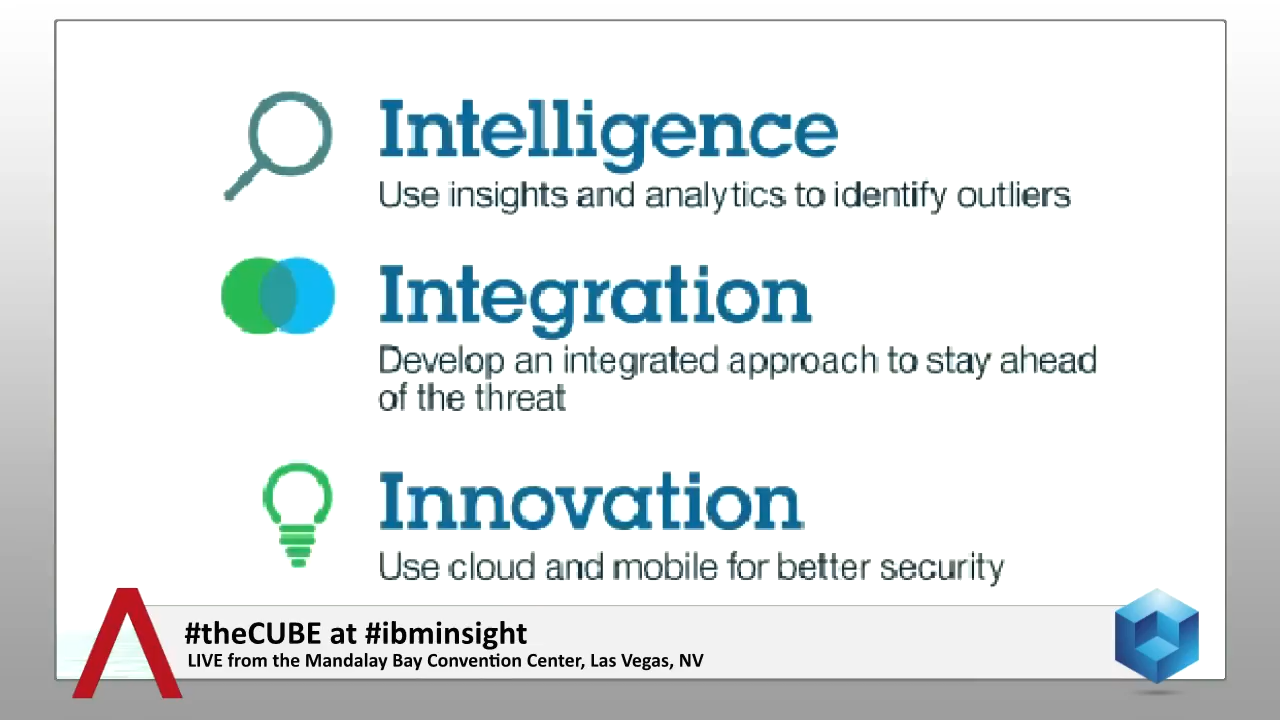 Intelligence
Use insights and analytics to identify outliers
Integration
Develop an integrated approach to stay ahead
of the threat
Innovation
Use cloud and mobile for better security
#theCUBE at #ibminsight
LIVE from the Mandalay Bay Convention Center, Las Vegas, NV